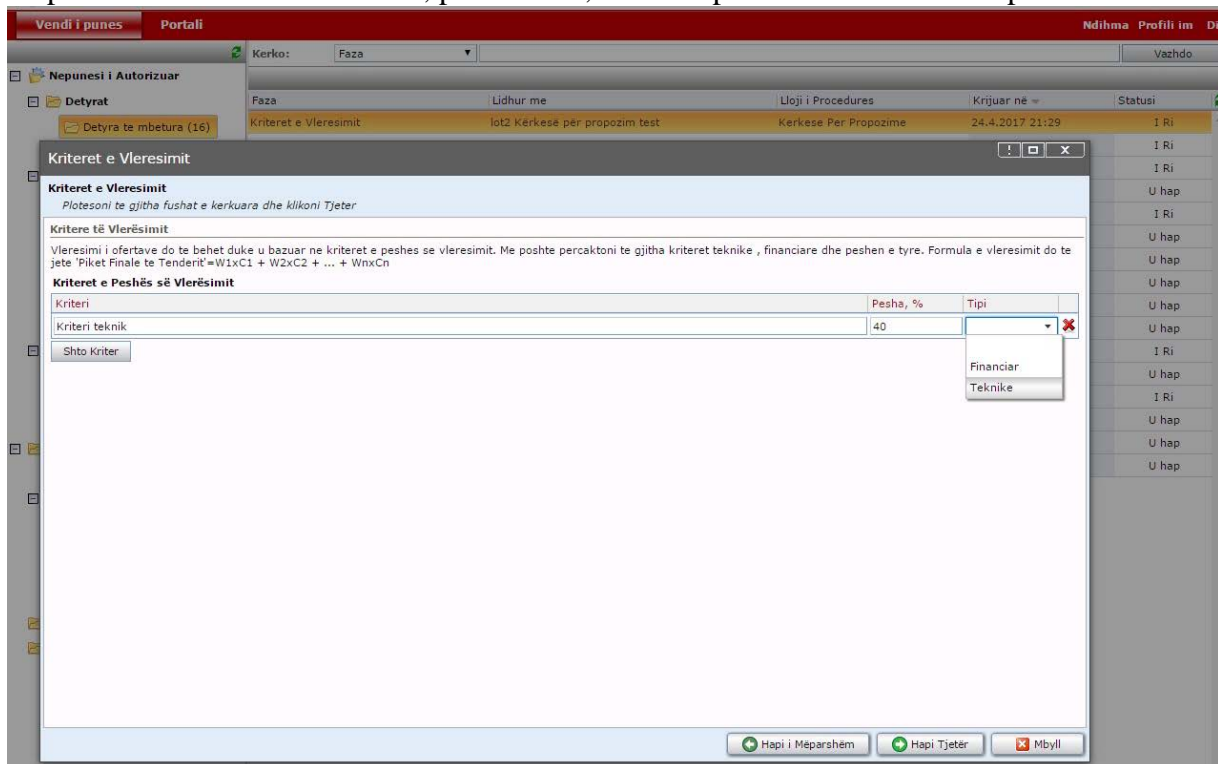 Vendi i punes Portali Ndihma Profili im
Kerko: Faza Vazhdo
Nepunesi i Autorizuar
Detyrat Faza Lidhur me Lloji i Procedures Krijuar në Statusi
Detyra te mbetura (16) Kriteret e Vleresimit lot2 Kërkesë për propozim test Kerkese Per Propozime 24.4.2017 21:29 I Ri
I Ri
Kriteret e Vleresimit
I Ri
Kriteret e Vleresimit U hap
Plotesoni te gjitha fushat e kerkuara dhe klikoni Tjeter
I Ri
Kritere të Vlerësimit
U hap
Vleresimi i ofertave do te behet duke u bazuar ne kriteret e peshes se vleresimit. Me poshte percaktoni te gjitha kriteret teknike , financiare dhe peshen e tyre. Formula e vleresimit do te
U hap
jete 'Piket Finale te Tenderit'=W1xC1 + W2xC2 + ... + WnxCn
Kriteret e Peshës së Vlerësimit U hap
Kriteri Pesha, % Tipi U hap
Kriteri teknik 40 U hap
Shto Kriter I Ri
Financiar U hap
Teknike I Ri
U hap
U hap
U hap
Hapi i Mëparshëm Hapi Tjetër Mbyll